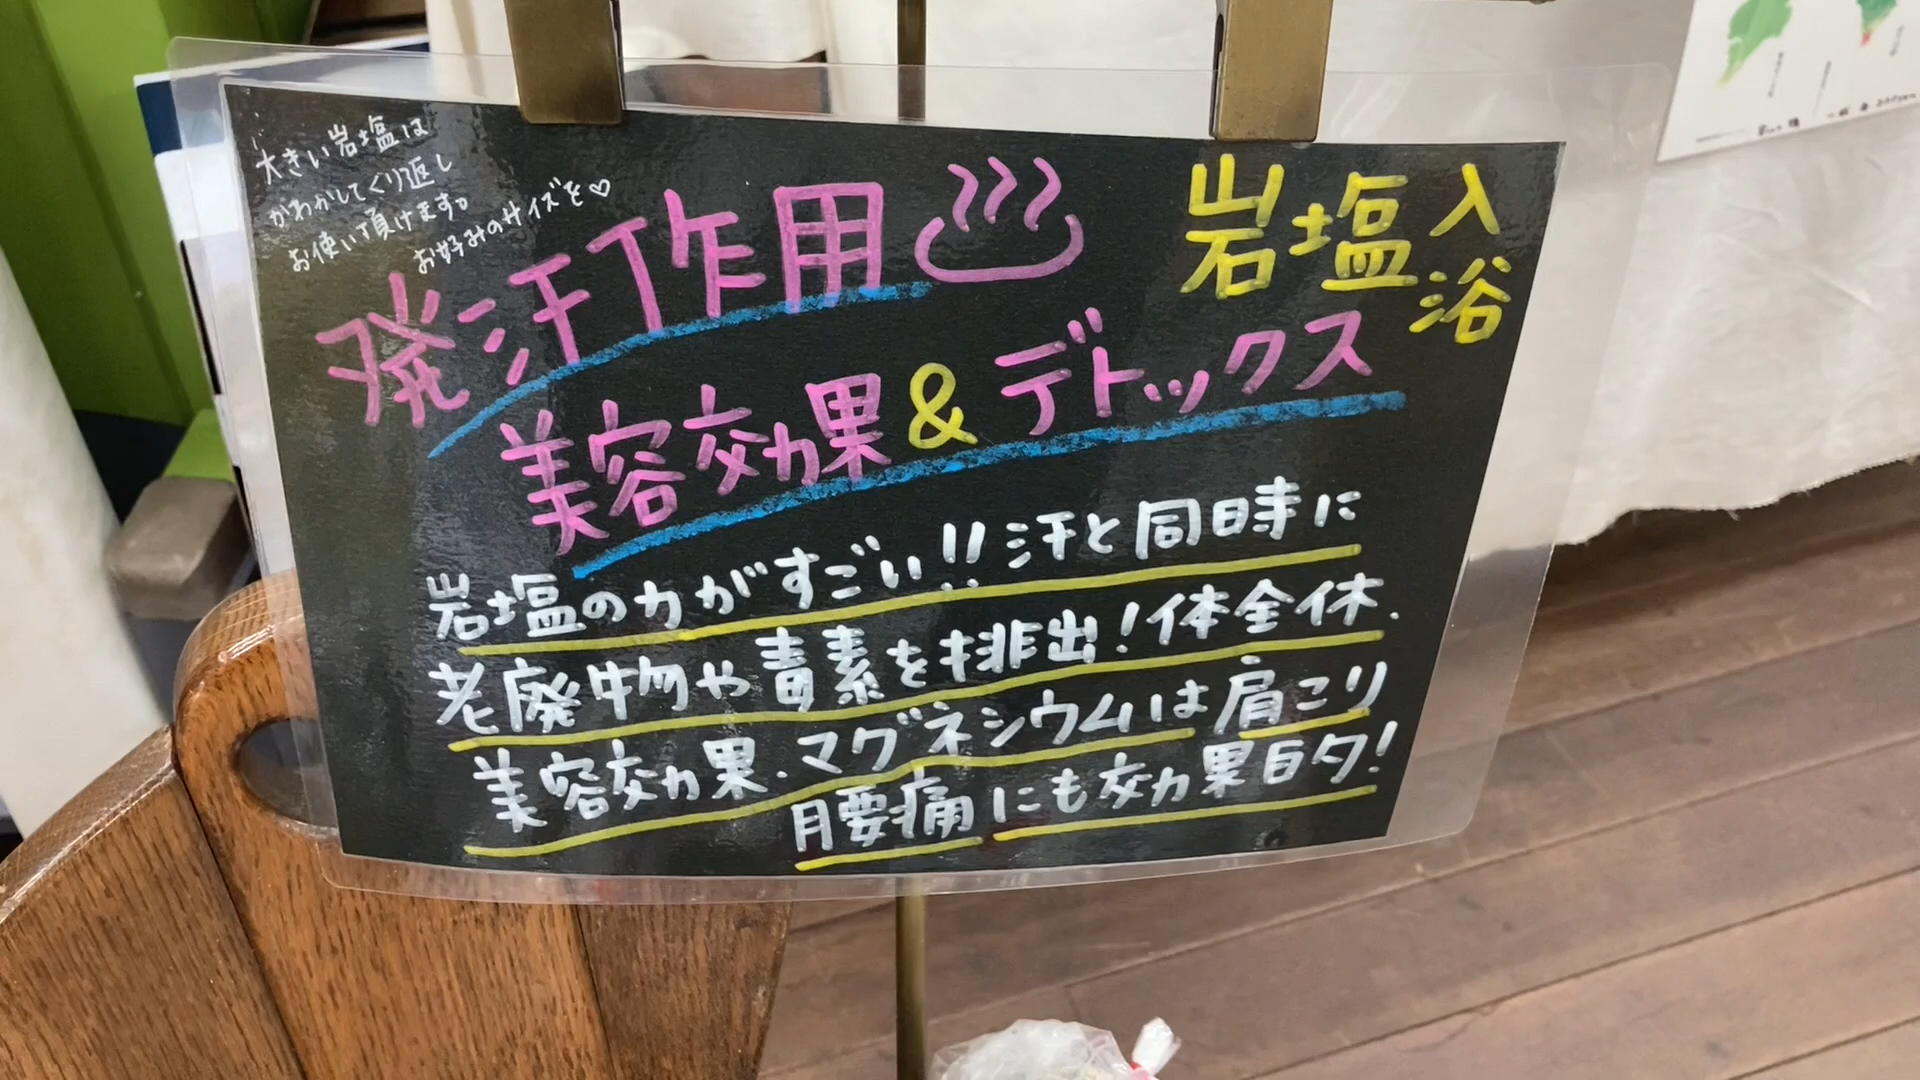 大きい岩塩は
かわかしてくり返し
お使い頂けます。
お好みのサイズを♡
発汗作用♨
岩塩入浴
美容効果&デトックス
岩塩の力がすごい!! 汗と同時に
老廃物や毒素を排出!体全休.
美容効果.マグネシウムは肩こり
腰痛にも効果自夕!